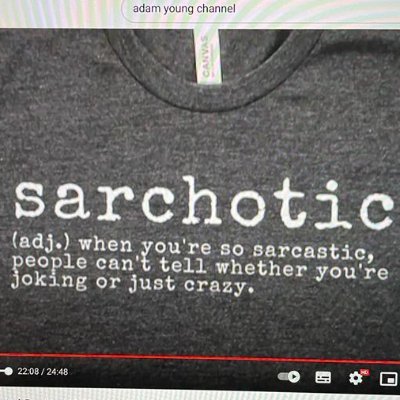 adam young channel
CANVAS
sarchotic
(adj.) when you're so sarcastic,
people can't tell whether you're
joking or just crazy.
22:08 / 24:48
HD